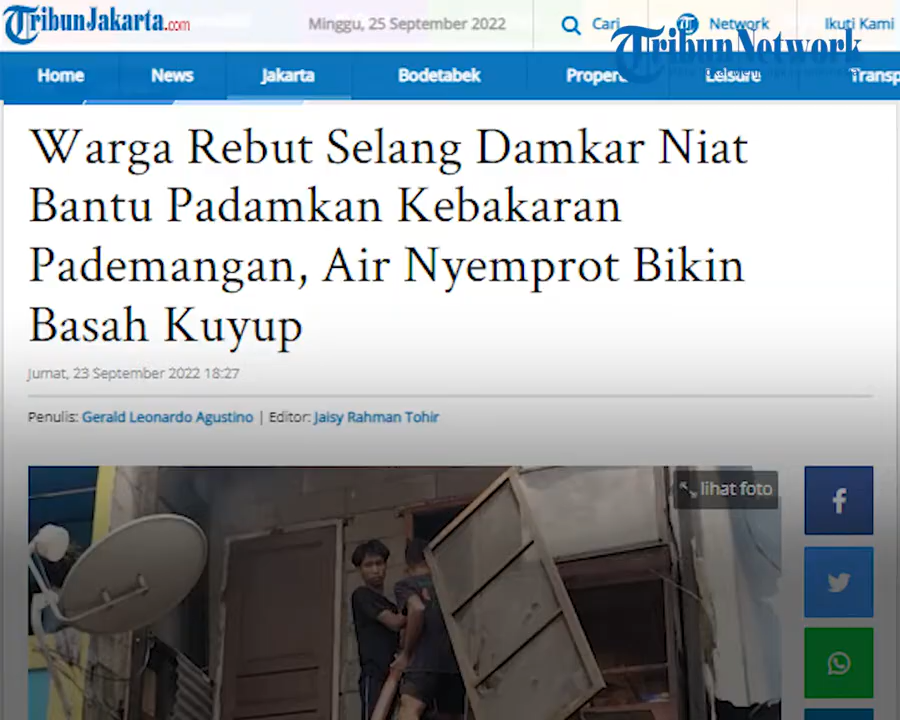 TribunJakarta.com
Minggu, 25 September 2022
Cari
Network
Ikuti Kami
TribunNetwork
Home
News
Jakarta
Bodetabek
Leisure
Warga Rebut Selang Damkar Niat
Bantu Padamkan Kebakaran
Pademangan, Air Nyemprot Bikin
Basah Kuyup
Jumat, 23 September 2022 18:27
Penulis: Gerald Leonardo Agustino | Editor: Jaisy Rahman Tohir
lihat foto